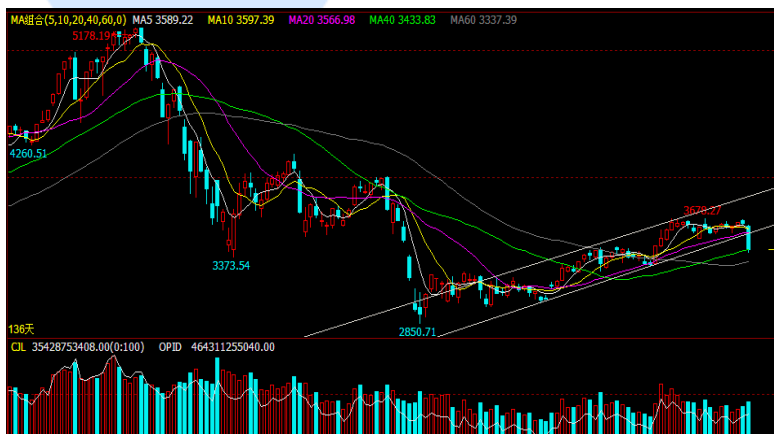 MA组合(5,10,20,40,60,0) MA5 3589.22 MA10 3597.39 MA20 3566.98 MA40 3433.83 MA60 3337.39
5178.19
4260.51
3678.27
3373.54
2850.71
136天
CJL 35428753408.00(0:100) OPID 464311255040.00